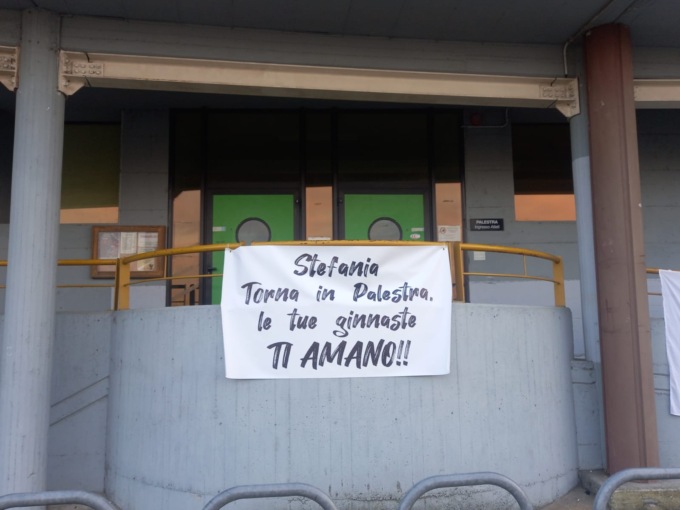 Stefania
Torna in Palestra.
le tue ginnaste
TI AMANO!!
PALESTRA